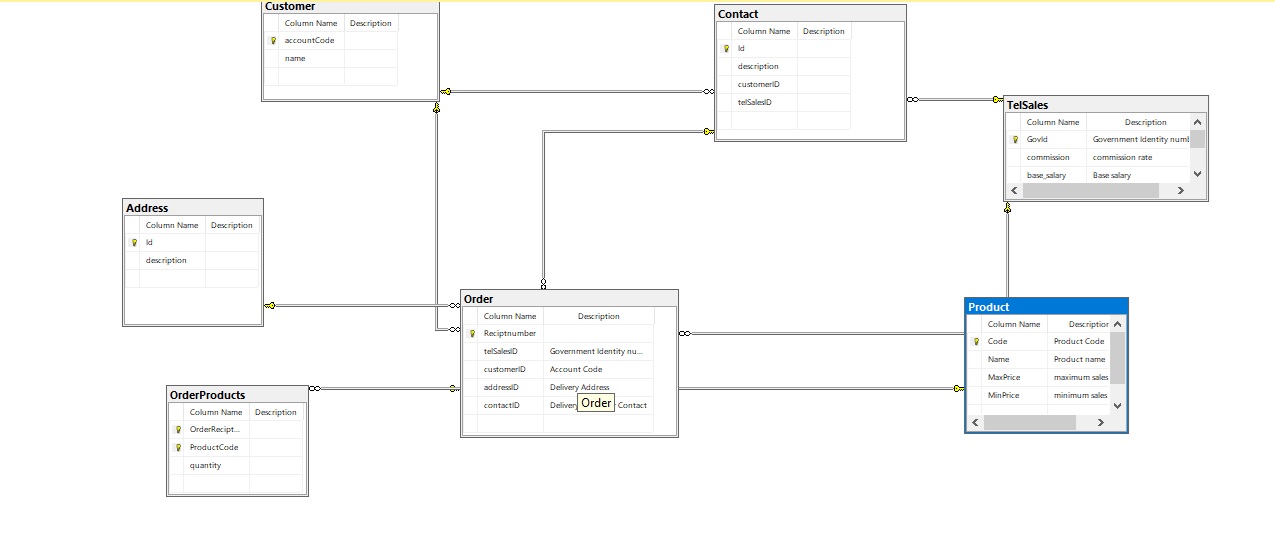 Customer
Column Name Description
accountCode
name
Contact
Column Name Description
Id
description
customerID
telSalesID
TelSales
Column Name Description
GovId Government Identity numb
commission commission rate
base_salary Base salary
Address
Column Name Description
Id
description
Order
Column Name Description
Reciptnumber
telSalesID Government Identity nu...
customerID Account Code
addressID Delivery Address
contactID Delivery Contact
Order
Product
Column Name Description
Code Product Code
Name Product name
MaxPrice maximum sales
MinPrice minimum sales
OrderProducts
Column Name Description
OrderRecipt...
ProductCode
quantity